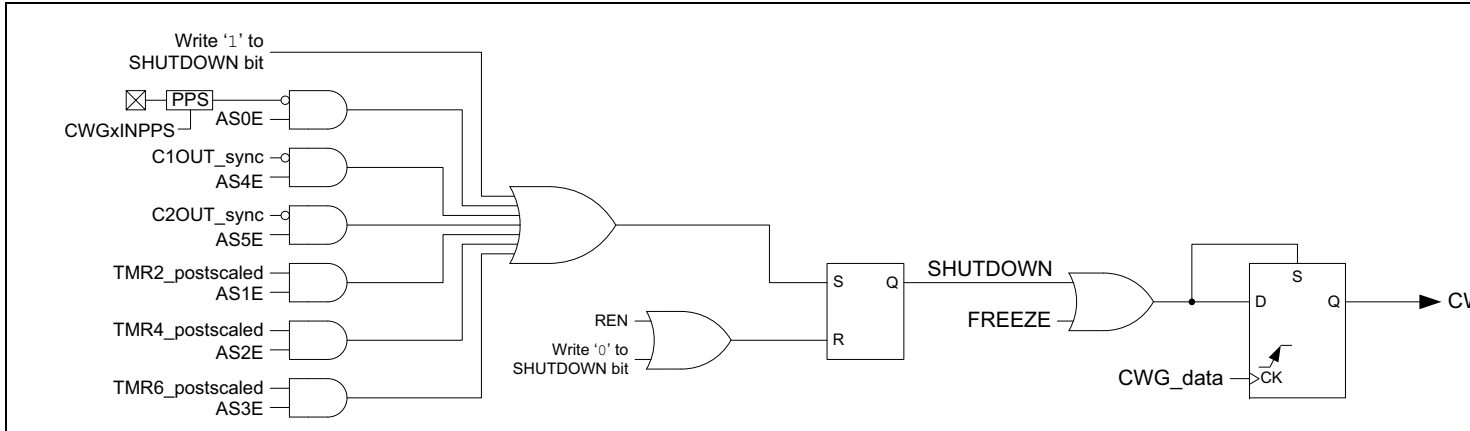 Write ‘1’ to
SHUTDOWN bit
PPS
AS0E
CWGxINPPS
C1OUT_sync
AS4E
C2OUT_sync
AS5E
TMR2_postscaled
AS1E
TMR4_postscaled
AS2E
TMR6_postscaled
AS3E
REN
Write ‘0’ to
SHUTDOWN bit
S
Q
R
SHUTDOWN
FREEZE
S
D
Q
CWG_data
CK